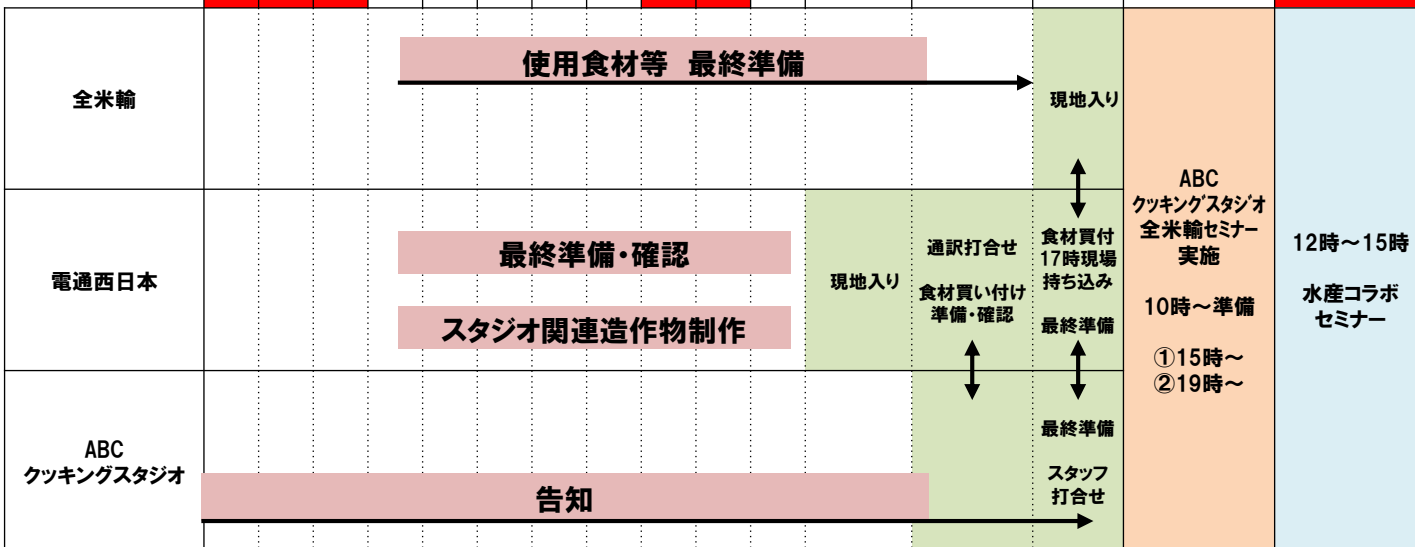 全米輸
使用食材等 最終準備
現地入り
電通西日本
最終準備・確認
スタジオ関連造作物制作
現地入り
通訳打合せ
食材買い付け
準備・確認
食材買付
17時現場
持ち込み
最終準備
ABC
クッキングスタジオ
告知
最終準備
スタッフ
打合せ
ABC
クッキングスタジオ
全米輸セミナー
実施
10時～準備
①15時～
②19時～
12時～15時
水産コラボ
セミナー